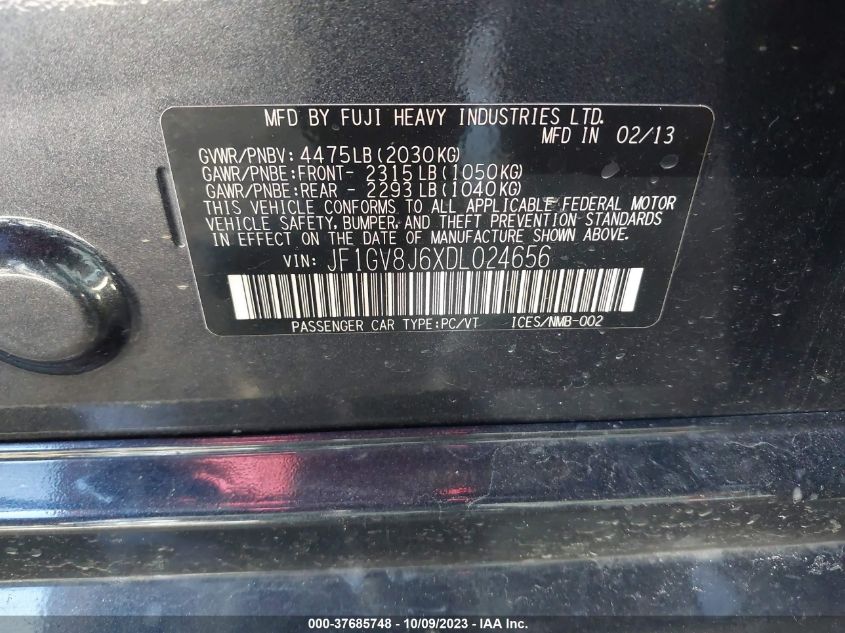 MFD BY FUJI HEAVY INDUSTRIES LTD.
MFD IN 02/13
GVWR/PNBV: 4475LB(2030KG)
GAWR/PNBE:FRONT- 2315LB(1050KG)
GAWR/PNBE:REAR - 2293LB(1040KG)
THIS VEHICLE CONFORMS TO ALL APPLICABLE FEDERAL MOTOR
VEHICLE SAFETY, BUMPER, AND THEFT PREVENTION STANDARDS
IN EFFECT ON THE DATE OF MANUFACTURE SHOWN ABOVE.
VIN: JF1GV8J6XDL024656
PASSENGER CAR TYPE:PC/VT ICES/NMB-002
000-37685748 - 10/09/2023 - IAA Inc.